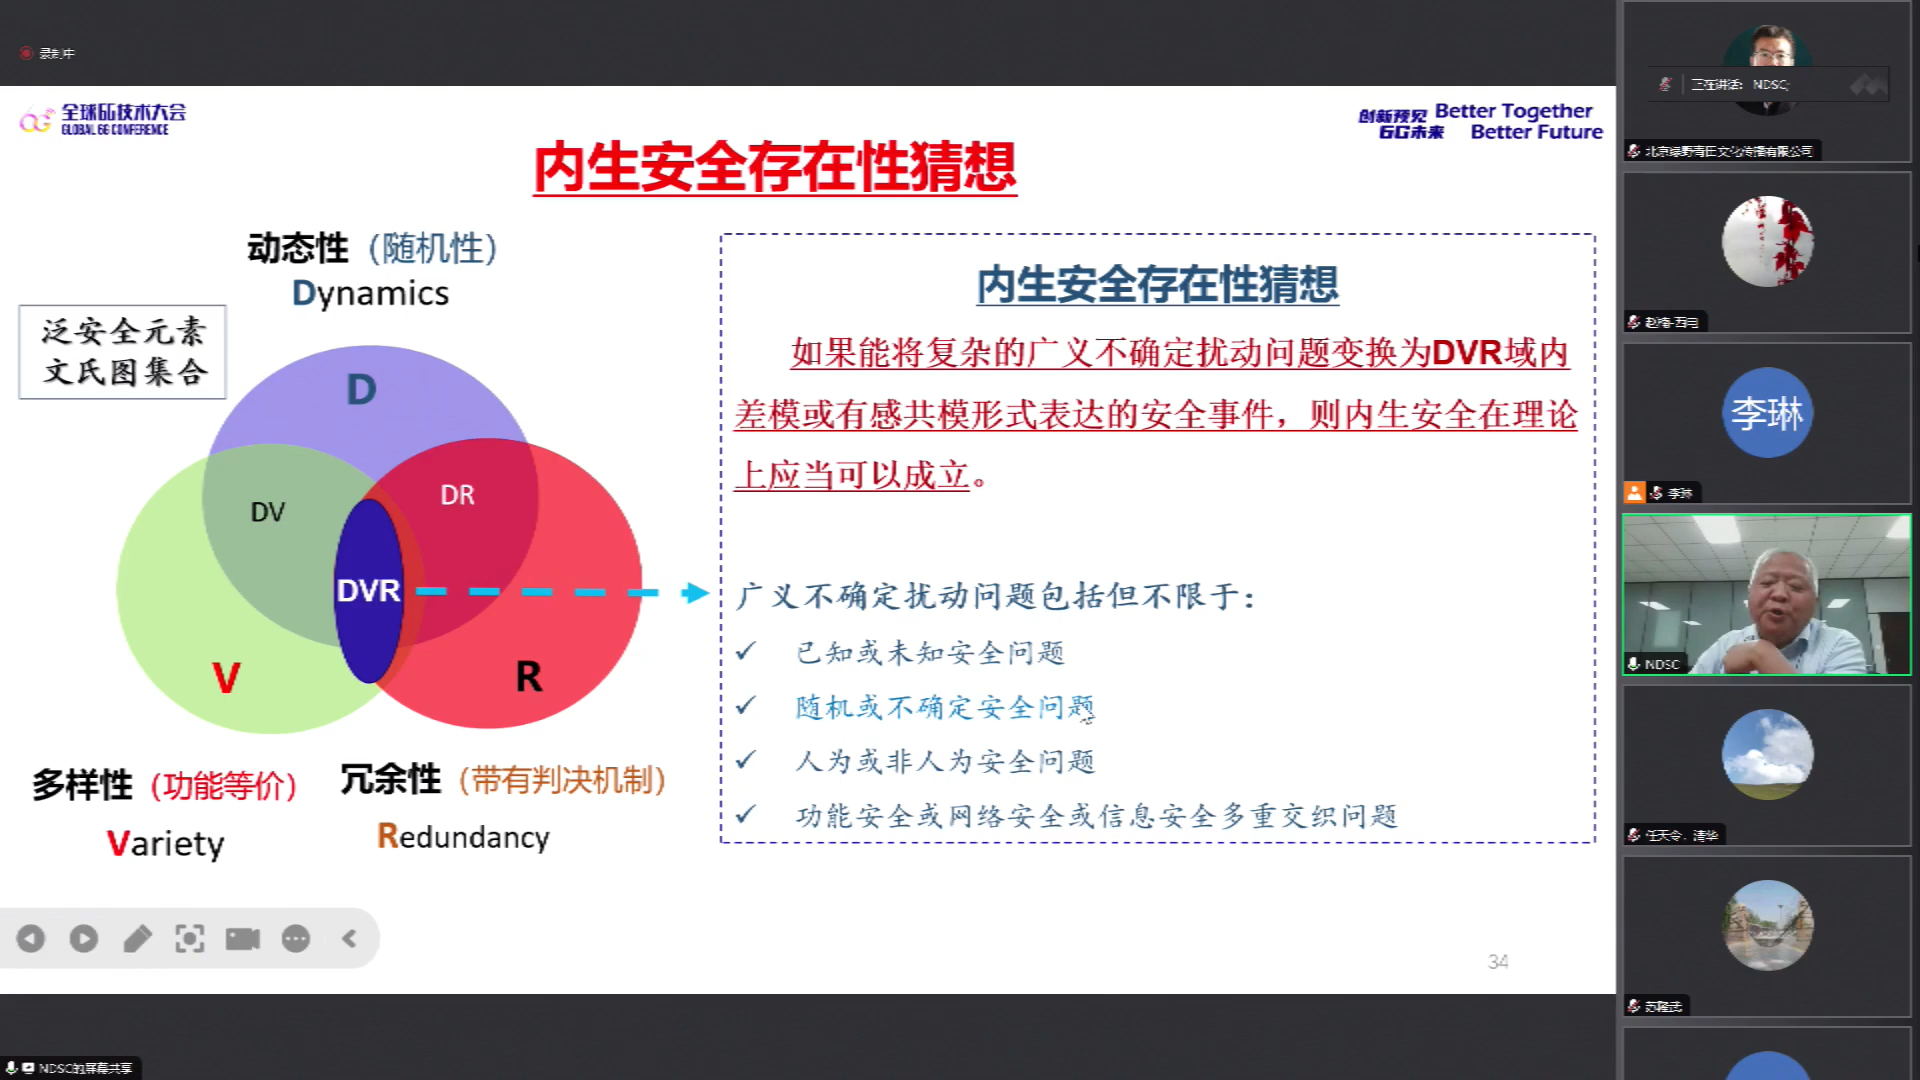 录制中
全球6G技术大会
GLOBAL 6G CONFERENCE
创新预见 Better Together
6G未来 Better Future
内生安全存在性猜想
动态性（随机性）
Dynamics
泛安全元素
文氏图集合
D
DV
DR
DVR
V
R
多样性（功能等价）
Variety
冗余性（带有判决机制）
Redundancy
内生安全存在性猜想
如果能将复杂的广义不确定扰动问题变换为DVR域内
差模或有感共模形式表达的安全事件，则内生安全在理论
上应当可以成立。
广义不确定扰动问题包括但不限于：
✓ 已知或未知安全问题
✓ 随机或不确定安全问题
✓ 人为或非人为安全问题
✓ 功能安全或网络安全或信息安全多重交织问题
34
NDSC的屏幕共享
正在讲话: NDSC;
北京绿野青田文化传播有限公司
李琳
李琳
NDSC
任天令，清华